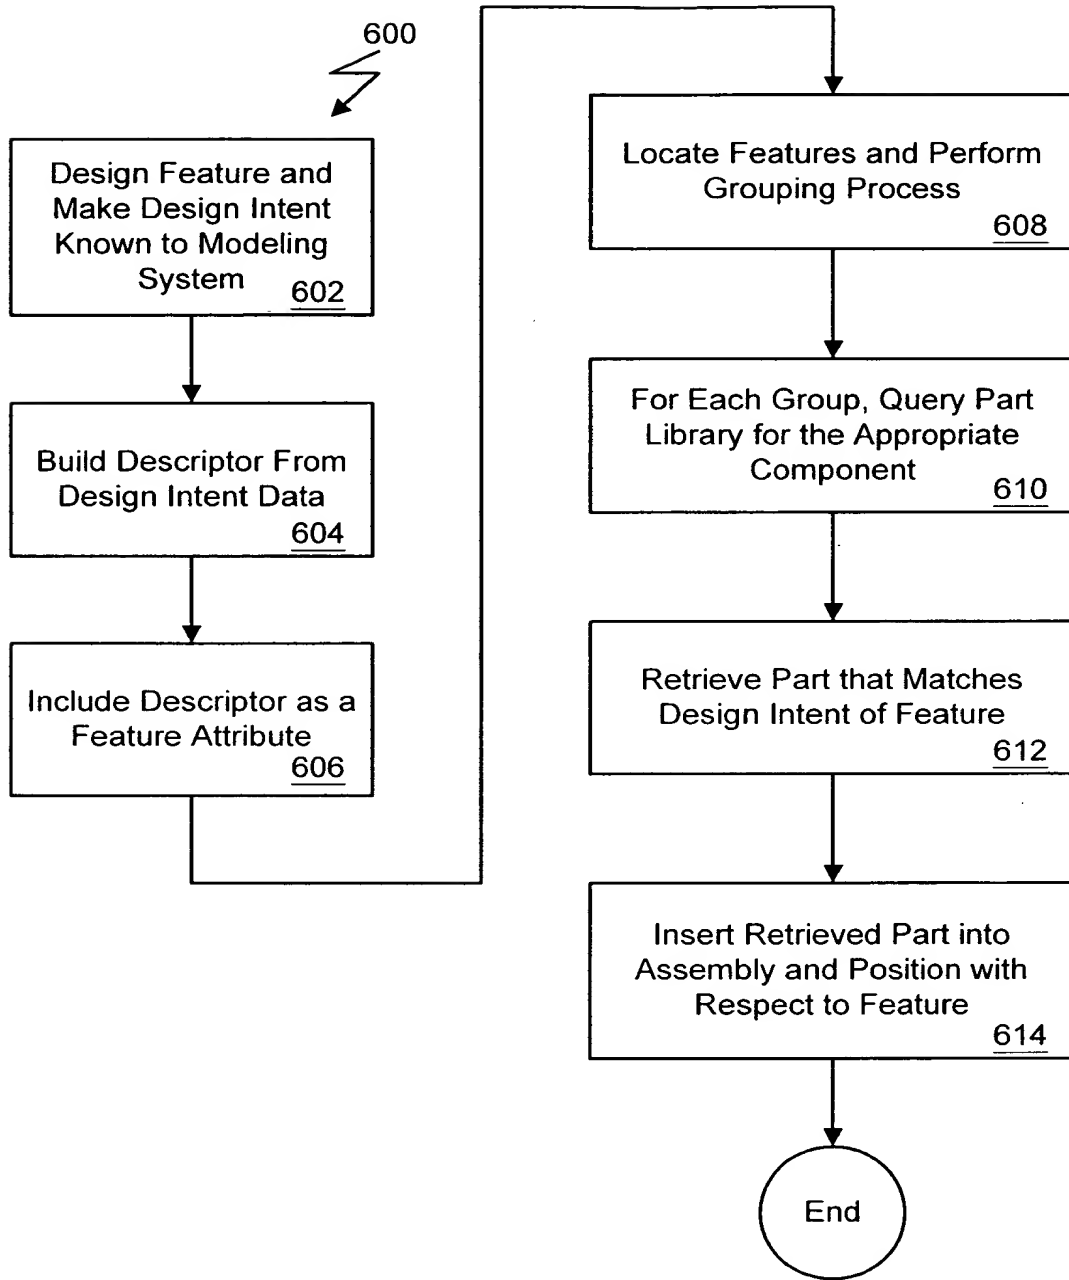 600
Design Feature and
Make Design Intent
Known to Modeling
System
602
Build Descriptor From
Design Intent Data
604
Include Descriptor as a
Feature Attribute
606
Locate Features and Perform
Grouping Process
608
For Each Group, Query Part
Library for the Appropriate
Component
610
Retrieve Part that Matches
Design Intent of Feature
612
Insert Retrieved Part into
Assembly and Position with
Respect to Feature
614
End